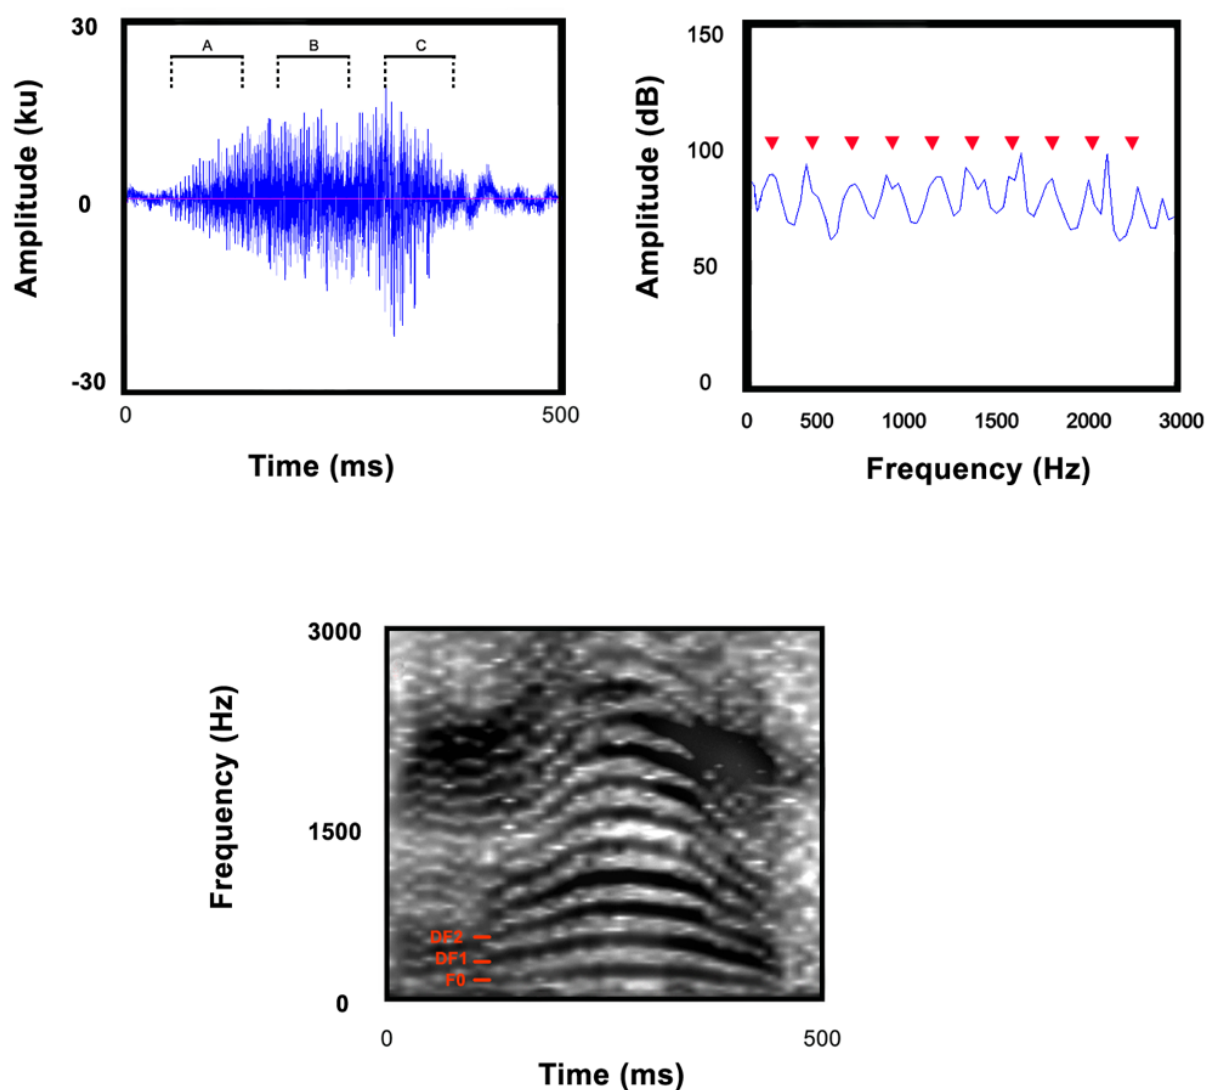 30
A B C
Amplitude (ku)
0
-30
0 500
Time (ms)
150
100
Amplitude (dB)
50
0
0 500 1000 1500 2000 3000
Frequency (Hz)
3000
Frequency (Hz)
1500
DF2
DF1
F0
0
0 500
Time (ms)